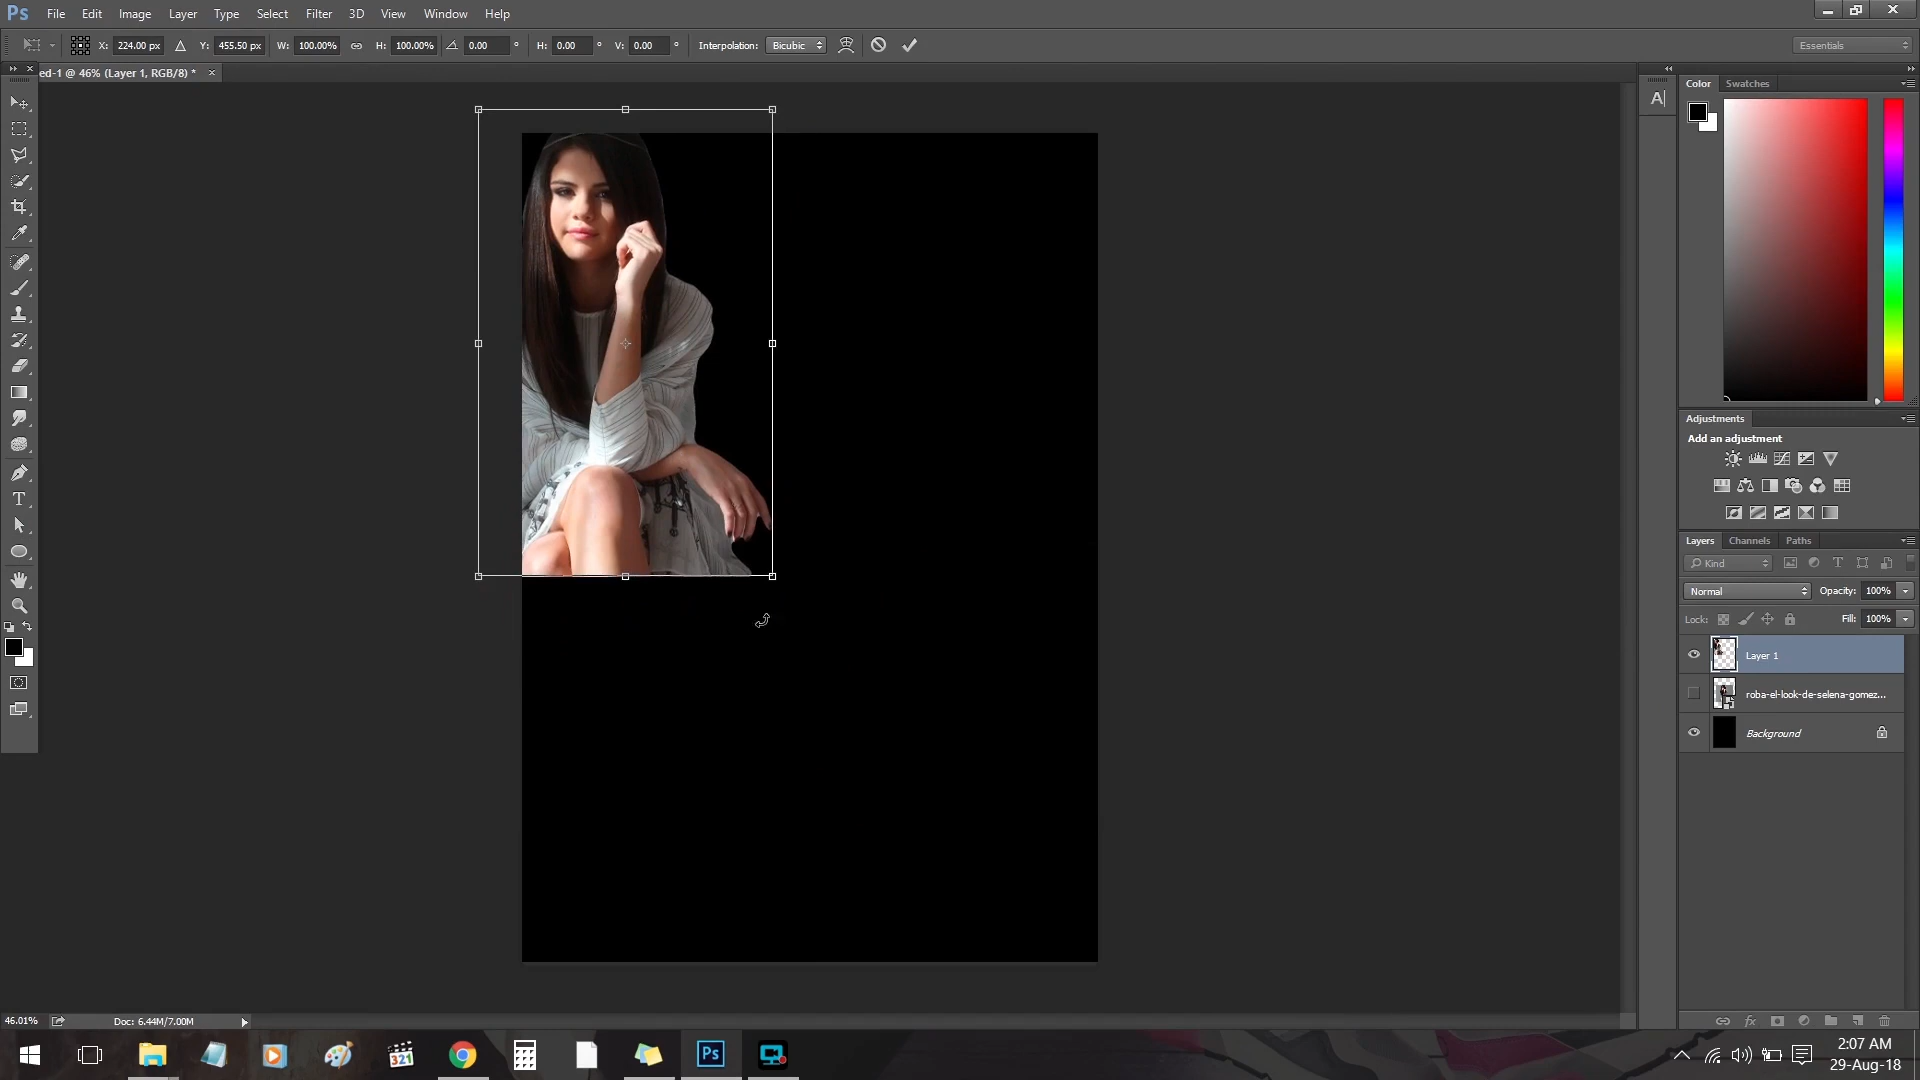 Ps File Edit Image Layer Type Select Filter 3D View Window Help
X: 224.00 px Y: 455.50 px W: 100.00% H: 100.00% 0.00 ° H: 0.00 ° V: 0.00 ° Interpolation: Bicubic Essentials
ed-1 @ 46% (Layer 1, RGB/8) * ×
A
Color Swatches
Adjustments
Add an adjustment
T
Layers Channels Paths
Kind T
Normal Opacity: 100%
Lock: Fill: 100%
Layer 1
roba-el-look-de-selena-gomez...
Background
fx
46.01% Doc: 6.44M/7.00M
321 Ps
2:07 AM
29-Aug-18